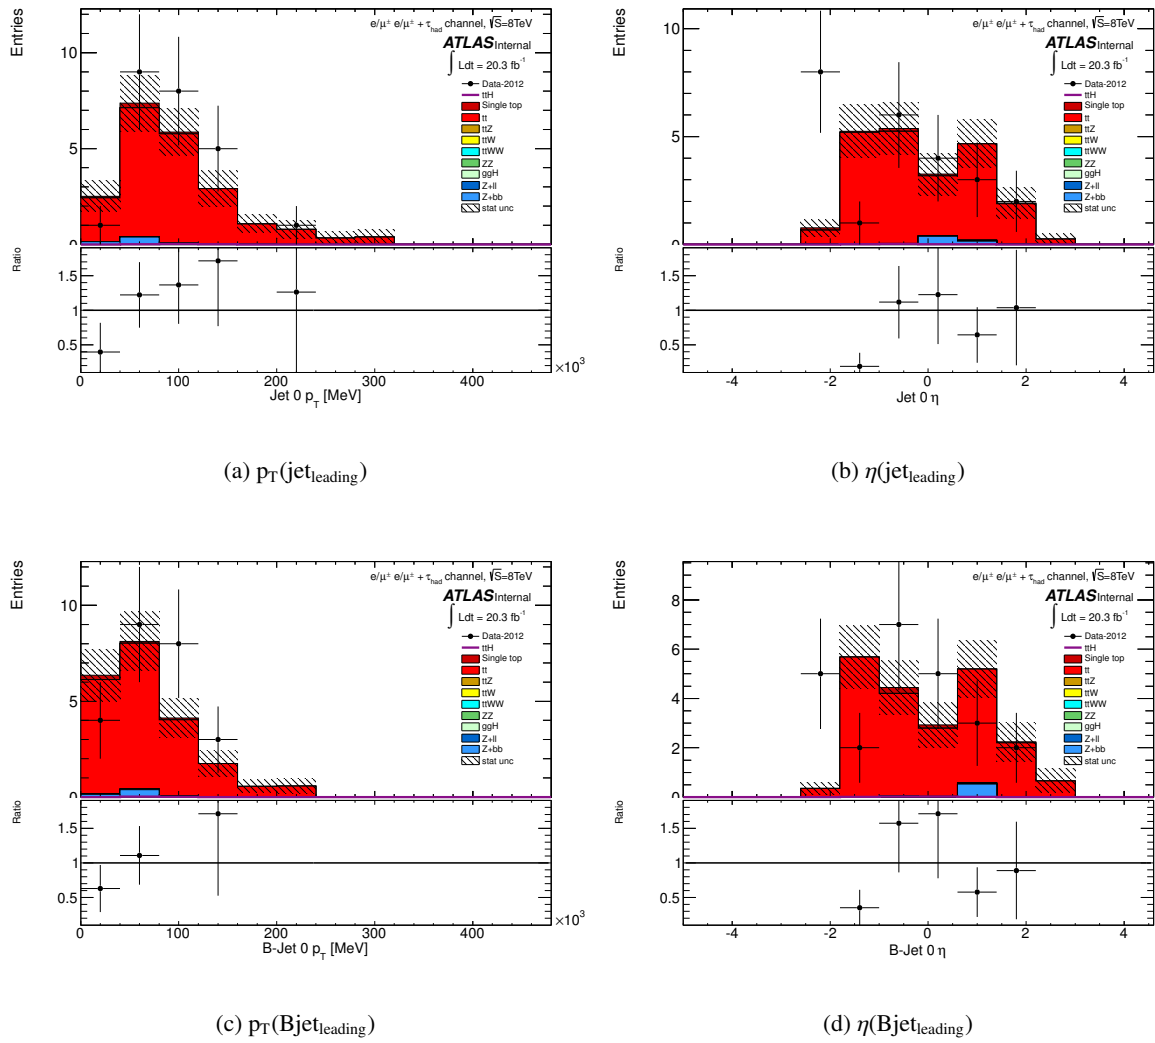 Entries
10
5
0
e/μ± e/μ± + τhad channel, √S=8TeV
ATLAS Internal
∫ Ldt = 20.3 fb-1
Data-2012
ttH
Single top
tt
ttZ
ttW
ttWW
ZZ
ggH
Z+ll
Z+bb
stat unc
Ratio
1.5
1
0.5
0 100 200 300 400
×10³
Jet 0 pT [MeV]
(a) pT(jetleading)
Entries
10
5
0
e/μ± e/μ± + τhad channel, √S=8TeV
ATLAS Internal
∫ Ldt = 20.3 fb-1
Data-2012
ttH
Single top
tt
ttZ
ttW
ttWW
ZZ
ggH
Z+ll
Z+bb
stat unc
Ratio
1.5
1
0.5
-4 -2 0 2 4
Jet 0 η
(b) η(jetleading)
Entries
10
5
0
e/μ± e/μ± + τhad channel, √S=8TeV
ATLAS Internal
∫ Ldt = 20.3 fb-1
Data-2012
ttH
Single top
tt
ttZ
ttW
ttWW
ZZ
ggH
Z+ll
Z+bb
stat unc
Ratio
1.5
1
0.5
0 100 200 300 400
×10³
B-Jet 0 pT [MeV]
(c) pT(Bjetleading)
Entries
8
6
4
2
0
e/μ± e/μ± + τhad channel, √S=8TeV
ATLAS Internal
∫ Ldt = 20.3 fb-1
Data-2012
ttH
Single top
tt
ttZ
ttW
ttWW
ZZ
ggH
Z+ll
Z+bb
stat unc
Ratio
1.5
1
0.5
-4 -2 0 2 4
B-Jet 0 η
(d) η(Bjetleading)